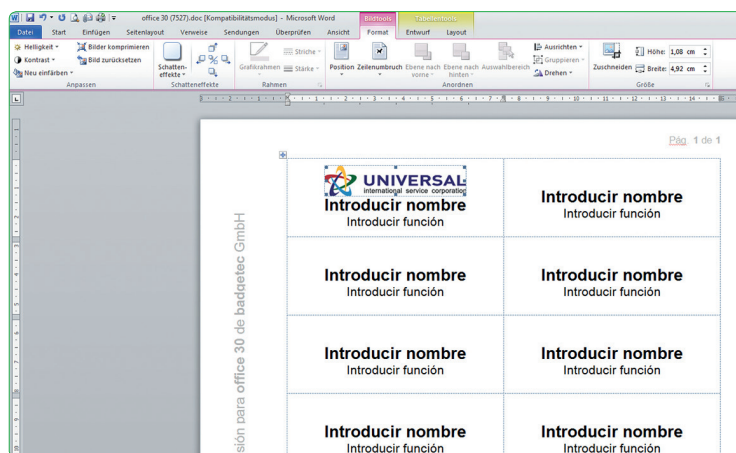 office 30 (7527).doc [Kompatibilitätsmodus] - Microsoft Word
Bildtools
Tabellentools
Datei Start Einfügen Seitenlayout Verweise Sendungen Überprüfen Ansicht Format Entwurf Layout
Helligkeit
Kontrast
Neu einfärben
Bilder komprimieren
Bild zurücksetzen
Anpassen
Schatten-
effekte
Schatteneffekte
Grafikrahmen
Striche
Stärke
Rahmen
Position
Zeilenumbruch
Ebene nach
vorne
Ebene nach
hinten
Auswahlbereich
Ausrichten
Gruppieren
Drehen
Anordnen
Zuschneiden
Höhe: 1,08 cm
Breite: 4,92 cm
Größe
Pág. 1 de 1
sión para office 30 de badgetec GmbH
UNIVERSAL
international service corporation
Introducir nombre
Introducir función
Introducir nombre
Introducir función
Introducir nombre
Introducir función
Introducir nombre
Introducir función
Introducir nombre
Introducir función
Introducir nombre
Introducir función
Introducir nombre
Introducir función
Introducir nombre
Introducir función